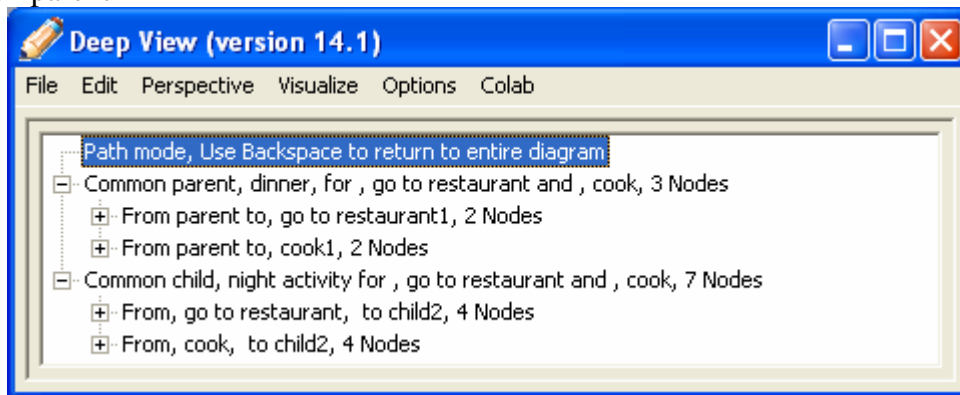 Deep View (version 14.1)
File Edit Perspective Visualize Options Colab
Path mode, Use Backspace to return to entire diagram
Common parent, dinner, for , go to restaurant and , cook, 3 Nodes
From parent to, go to restaurant1, 2 Nodes
From parent to, cook1, 2 Nodes
Common child, night activity for , go to restaurant and , cook, 7 Nodes
From, go to restaurant, to child2, 4 Nodes
From, cook, to child2, 4 Nodes